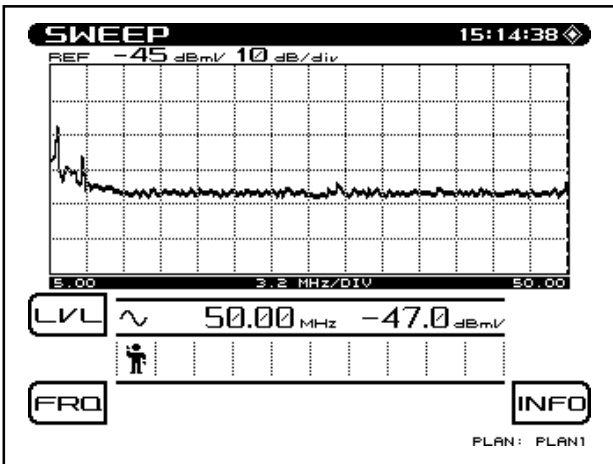 SWEEP 15:14:38
REF -45 dBmV 10 dB/div
5.00 3.2 MHz/DIV 50.00
LVL 50.00 MHz -47.0 dBmV
FRQ INFO
PLAN: PLAN1